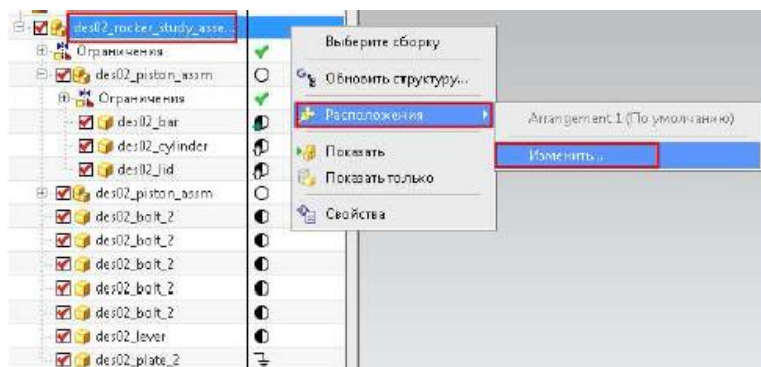 des02_rocker_study_asse...
Ограничения
des02_piston_assm
Ограничения
des02_bar
des02_cylinder
des02_lid
des02_piston_assm
des02_bolt_2
des02_bolt_2
des02_bolt_2
des02_bolt_2
des02_bolt_2
des02_lever
des02_plate_2
Выберите сборку
Обновить структуру...
Расположения
Показать
Показать только
Свойства
Arrangement 1 (По умолчанию)
Изменить...